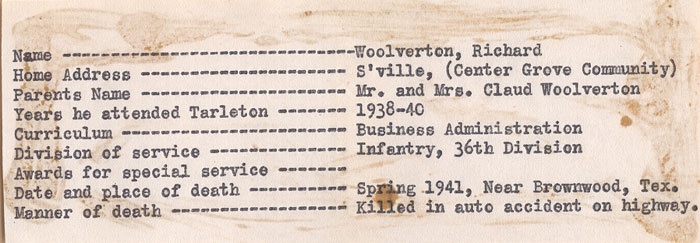 Name ------------------------------Woolverton, Richard
Home Address --------------------- S'ville, (Center Grove Community)
Parents Name --------------------- Mr. and Mrs. Claud Woolverton
Years he attended Tarleton ------- 1938-40
Curriculum ----------------------- Business Administration
Division of service -------------- Infantry, 36th Division
Awards for special service -------
Date and place of death ---------- Spring 1941, Near Brownwood, Tex.
Manner of death ------------------ Killed in auto accident on highway.